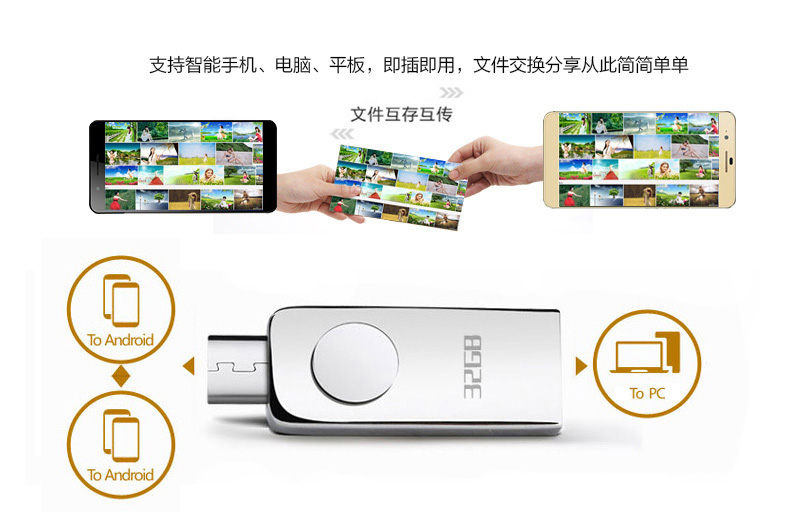 支持智能手机、电脑、平板，即插即用，文件交换分享从此简简单单
文件互存互传
To Android
To Android
32GB
To PC